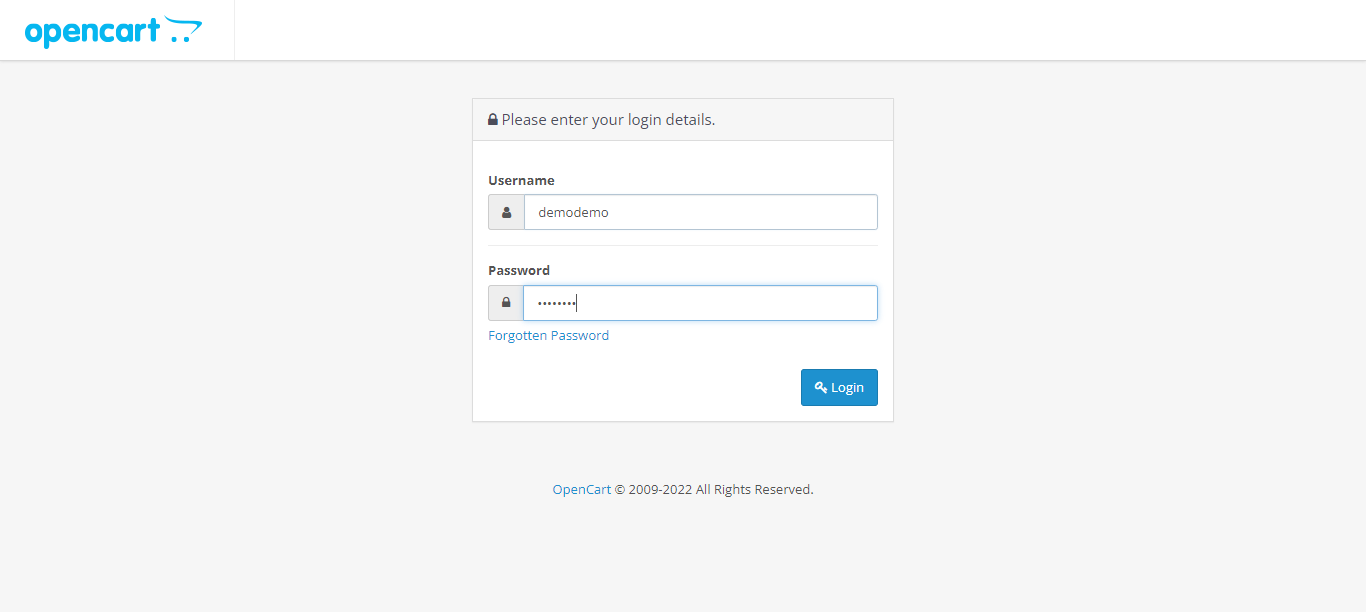 opencart
Please enter your login details.
Username
demodemo
Password
••••••••
Forgotten Password
Login
OpenCart © 2009-2022 All Rights Reserved.